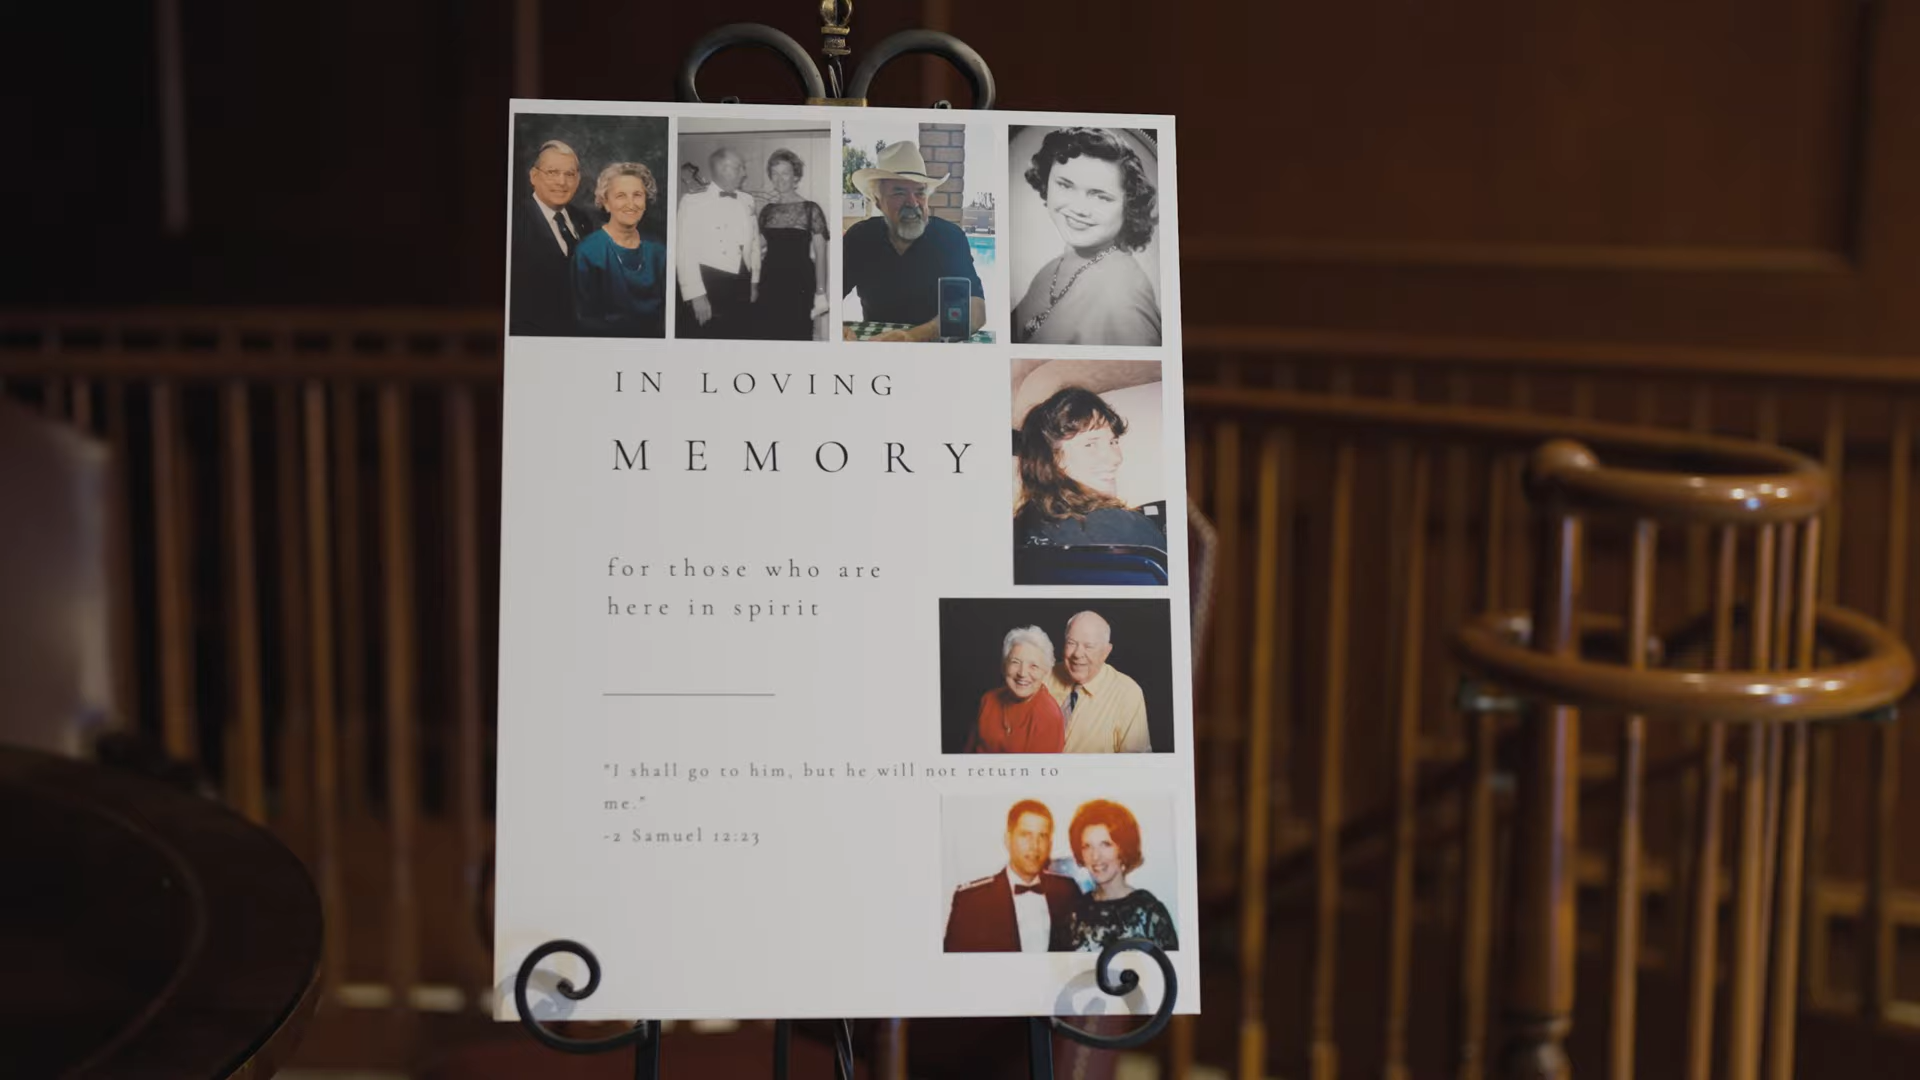 IN LOVING
MEMORY
for those who are
here in spirit
"I shall go to him, but he will not return to
me."
-2 Samuel 12:23